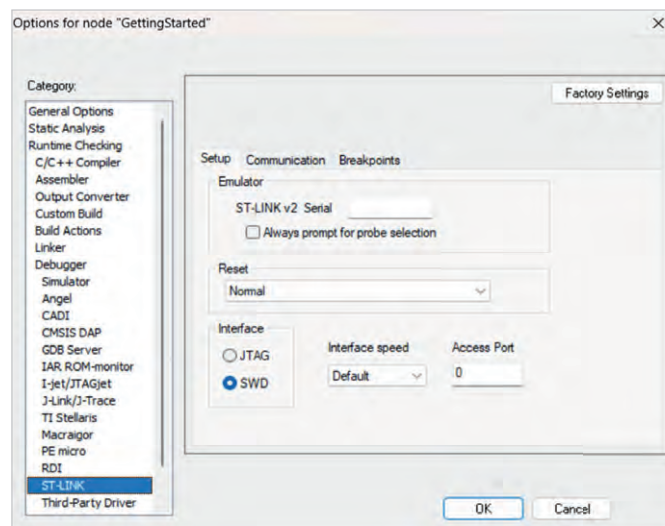 Options for node "GettingStarted"
Category:
General Options
Static Analysis
Runtime Checking
C/C++ Compiler
Assembler
Output Converter
Custom Build
Build Actions
Linker
Debugger
Simulator
Angel
CADI
CMSIS DAP
GDB Server
IAR ROM-monitor
I-jet/JTAGjet
J-Link/J-Trace
TI Stellaris
Macraigor
PE micro
RDI
ST-LINK
Third-Party Driver
Factory Settings
Setup Communication Breakpoints
Emulator
ST-LINK v2 Serial
Always prompt for probe selection
Reset
Normal
Interface
JTAG
SWD
Interface speed
Default
Access Port
0
OK Cancel